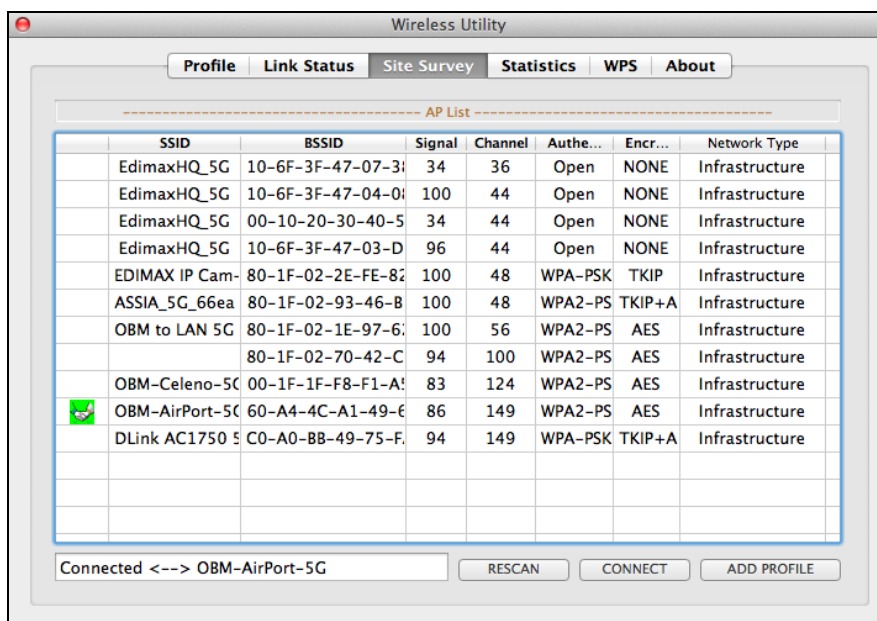 Wireless Utility
Profile Link Status Site Survey Statistics WPS About
------------------------------------ AP List ------------------------------------
SSID BSSID Signal Channel Authe... Encr... Network Type
EdimaxHQ_5G 10-6F-3F-47-07-38 34 36 Open NONE Infrastructure
EdimaxHQ_5G 10-6F-3F-47-04-08 100 44 Open NONE Infrastructure
EdimaxHQ_5G 00-10-20-30-40-5 34 44 Open NONE Infrastructure
EdimaxHQ_5G 10-6F-3F-47-03-D 96 44 Open NONE Infrastructure
EDIMAX IP Cam- 80-1F-02-2E-FE-82 100 48 WPA-PSK TKIP Infrastructure
ASSIA_5G_66ea 80-1F-02-93-46-B 100 48 WPA2-PS TKIP+A Infrastructure
OBM to LAN 5G 80-1F-02-1E-97-62 100 56 WPA2-PS AES Infrastructure
80-1F-02-70-42-C 94 100 WPA2-PS AES Infrastructure
OBM-Celeno-5G 00-1F-1F-F8-F1-A5 83 124 WPA2-PS AES Infrastructure
OBM-AirPort-5G 60-A4-4C-A1-49-6 86 149 WPA2-PS AES Infrastructure
DLink AC1750 5 C0-A0-BB-49-75-F 94 149 WPA-PSK TKIP+A Infrastructure
Connected <--> OBM-AirPort-5G
RESCAN CONNECT ADD PROFILE